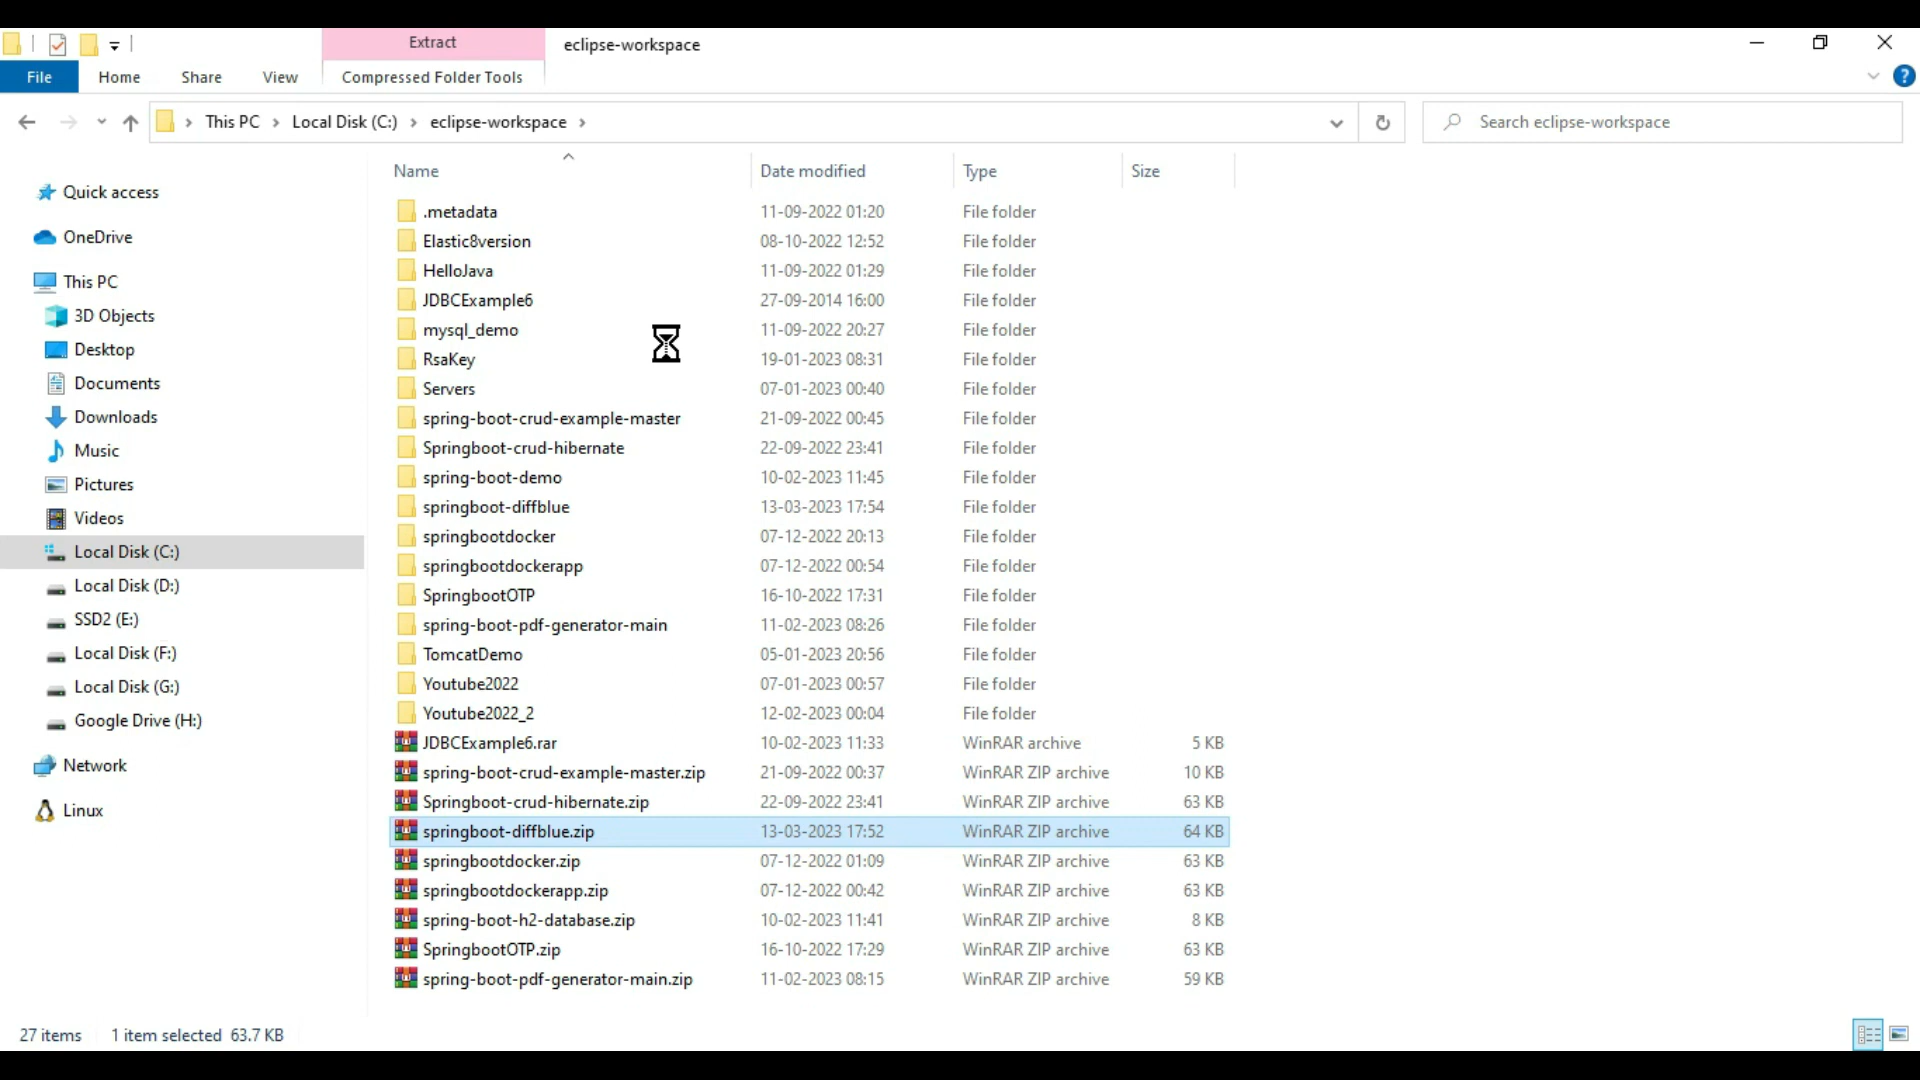 Extract
eclipse-workspace
File
Home
Share
View
Compressed Folder Tools
?
This PC
Local Disk (C:)
eclipse-workspace
Search eclipse-workspace
Name
Date modified
Type
Size
Quick access
OneDrive
This PC
3D Objects
Desktop
Documents
Downloads
Music
Pictures
Videos
Local Disk (C:)
Local Disk (D:)
SSD2 (E:)
Local Disk (F:)
Local Disk (G:)
Google Drive (H:)
Network
Linux
.metadata 11-09-2022 01:20 File folder
Elastic8version 08-10-2022 12:52 File folder
HelloJava 11-09-2022 01:29 File folder
JDBCExample6 27-09-2014 16:00 File folder
mysql_demo 11-09-2022 20:27 File folder
RsaKey 19-01-2023 08:31 File folder
Servers 07-01-2023 00:40 File folder
spring-boot-crud-example-master 21-09-2022 00:45 File folder
Springboot-crud-hibernate 22-09-2022 23:41 File folder
spring-boot-demo 10-02-2023 11:45 File folder
springboot-diffblue 13-03-2023 17:54 File folder
springbootdocker 07-12-2022 20:13 File folder
springbootdockerapp 07-12-2022 00:54 File folder
SpringbootOTP 16-10-2022 17:31 File folder
spring-boot-pdf-generator-main 11-02-2023 08:26 File folder
TomcatDemo 05-01-2023 20:56 File folder
Youtube2022 07-01-2023 00:57 File folder
Youtube2022_2 12-02-2023 00:04 File folder
JDBCExample6.rar 10-02-2023 11:33 WinRAR archive 5 KB
spring-boot-crud-example-master.zip 21-09-2022 00:37 WinRAR ZIP archive 10 KB
Springboot-crud-hibernate.zip 22-09-2022 23:41 WinRAR ZIP archive 63 KB
springboot-diffblue.zip 13-03-2023 17:52 WinRAR ZIP archive 64 KB
springbootdocker.zip 07-12-2022 01:09 WinRAR ZIP archive 63 KB
springbootdockerapp.zip 07-12-2022 00:42 WinRAR ZIP archive 63 KB
spring-boot-h2-database.zip 10-02-2023 11:41 WinRAR ZIP archive 8 KB
SpringbootOTP.zip 16-10-2022 17:29 WinRAR ZIP archive 63 KB
spring-boot-pdf-generator-main.zip 11-02-2023 08:15 WinRAR ZIP archive 59 KB
27 items 1 item selected 63.7 KB